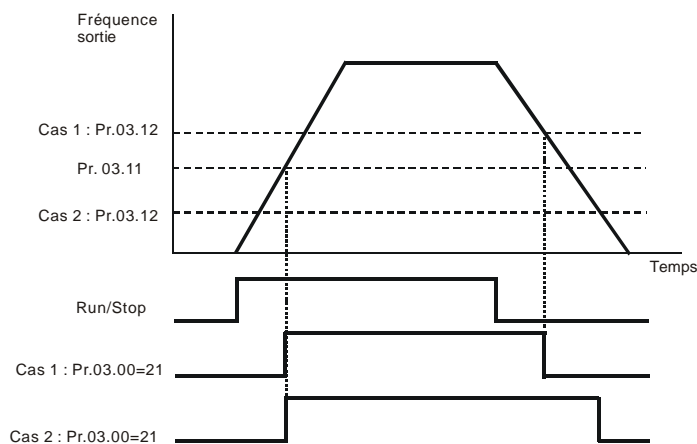 Fréquence
sortie
Cas 1 : Pr.03.12
Pr. 03.11
Cas 2 : Pr.03.12
Temps
Run/Stop
Cas 1 : Pr.03.00=21
Cas 2 : Pr.03.00=21